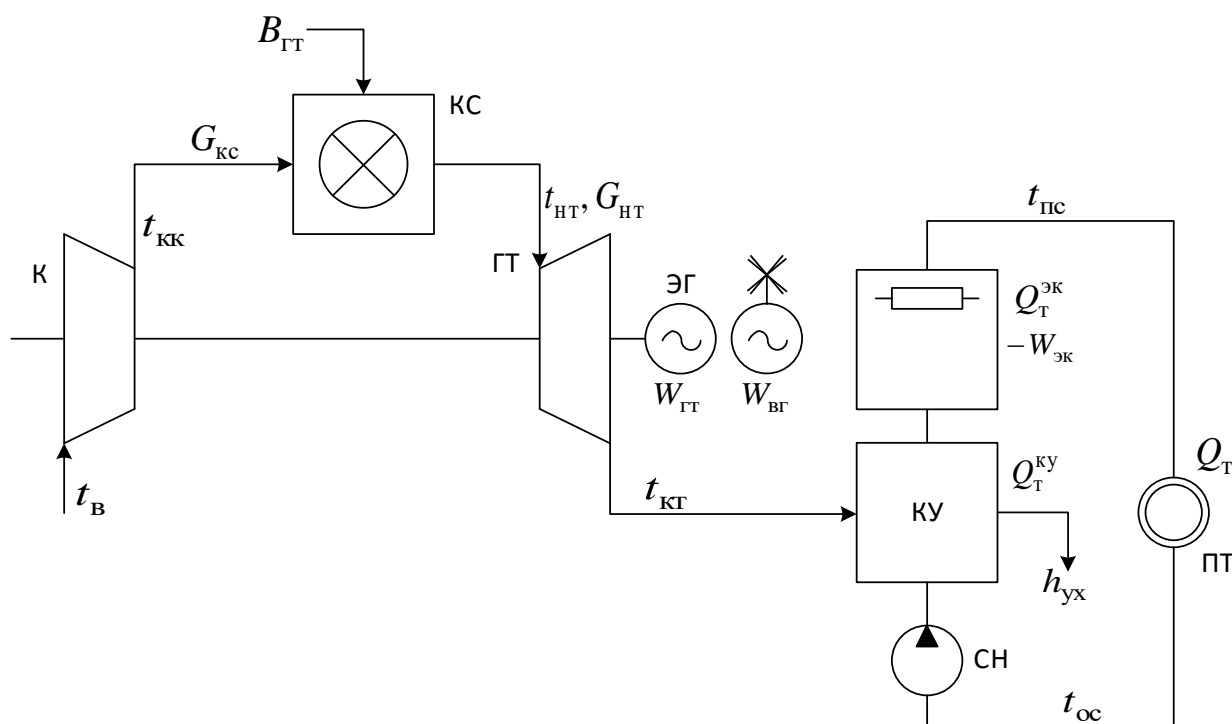 B_гт
КС
G_кс
t_нт, G_нт
t_пс
t_кк
К
ГТ
ЭГ
Q_т^эк
−W_эк
W_гт
W_вг
Q_т
Q_т^ку
t_в
t_кт
КУ
ПТ
h_ух
СН
t_ос